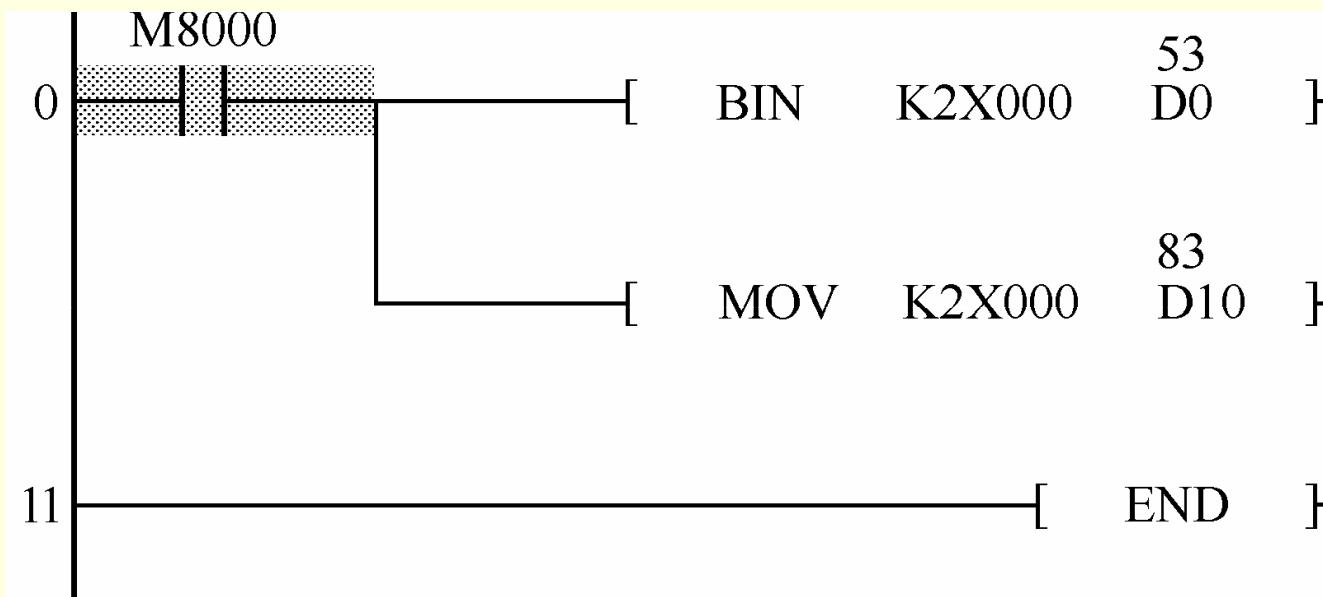 M8000
53
0 [ BIN K2X000 D0 ]
83
[ MOV K2X000 D10 ]
11 [ END ]